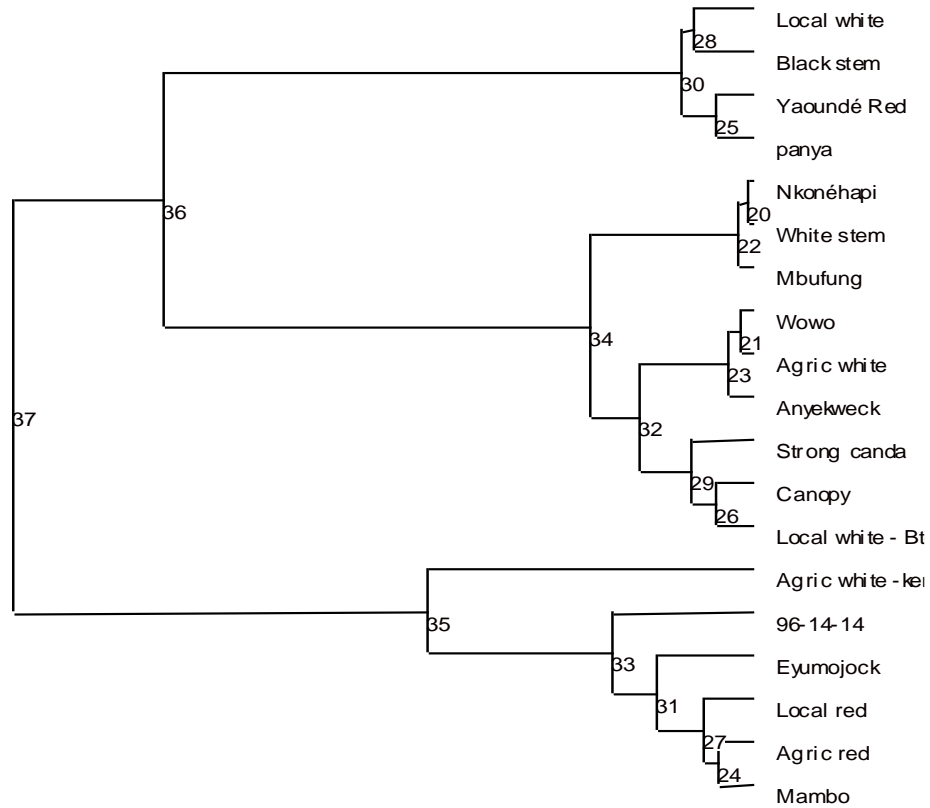 Local white
28
Black stem
30
Yaoundé Red
25
panya
Nkonéhapi
36
20
White stem
22
Mbufung
Wowo
34
21
Agric white
23
Anyekweck
37
32
Strong canda
29
Canopy
26
Local white - Bt
Agric white -ker
35
96-14-14
33
Eyumojock
31
Local red
27
Agric red
24
Mambo